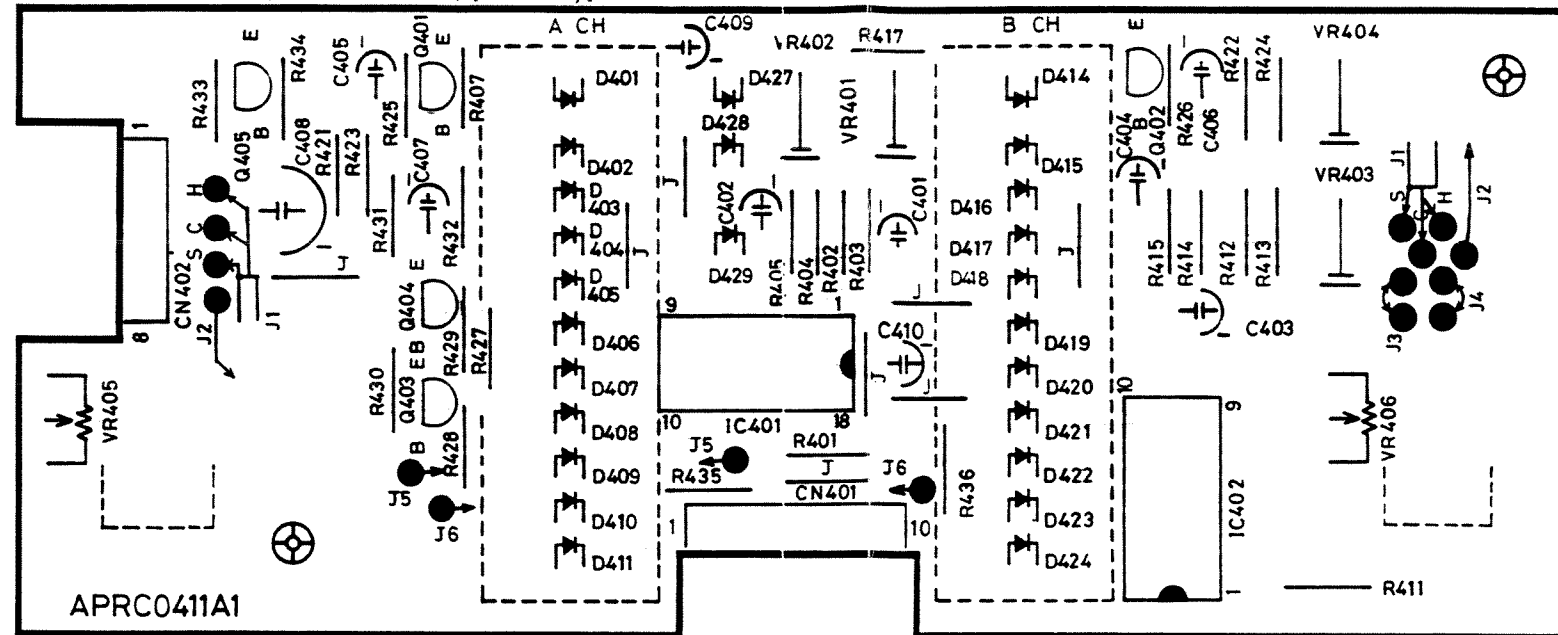 A CH
C409
VR402
R417
B CH
VR404
E
R434
C405
Q401
E
R407
R433
B
Q405
C408
R421
R423
R425
B
C407
D401
D427
VR401
D414
E
R422
R424
C404
B
Q402
R426
C406
D428
D402
D
403
J
C402
C401
D415
D416
VR403
J1
J2
1
H
C
S
R431
R432
D
404
J
D417
J
S
C
H
CN402
J
E
D
405
D429
R405
R404
R402
R403
D418
R415
R414
R412
R413
8
J2
J1
Q404
B
R429
R427
9
1
J
C410
C403
J4
J3
D406
D419
E
R430
Q403
D407
J
J
D420
10
9
VR405
B
R428
D408
10
IC401
18
D421
VR406
J5
R401
J5
J6
D409
R435
J
J6
R436
D422
IC402
CN401
D410
1
10
D423
D411
D424
1
R411
APRC0411A1